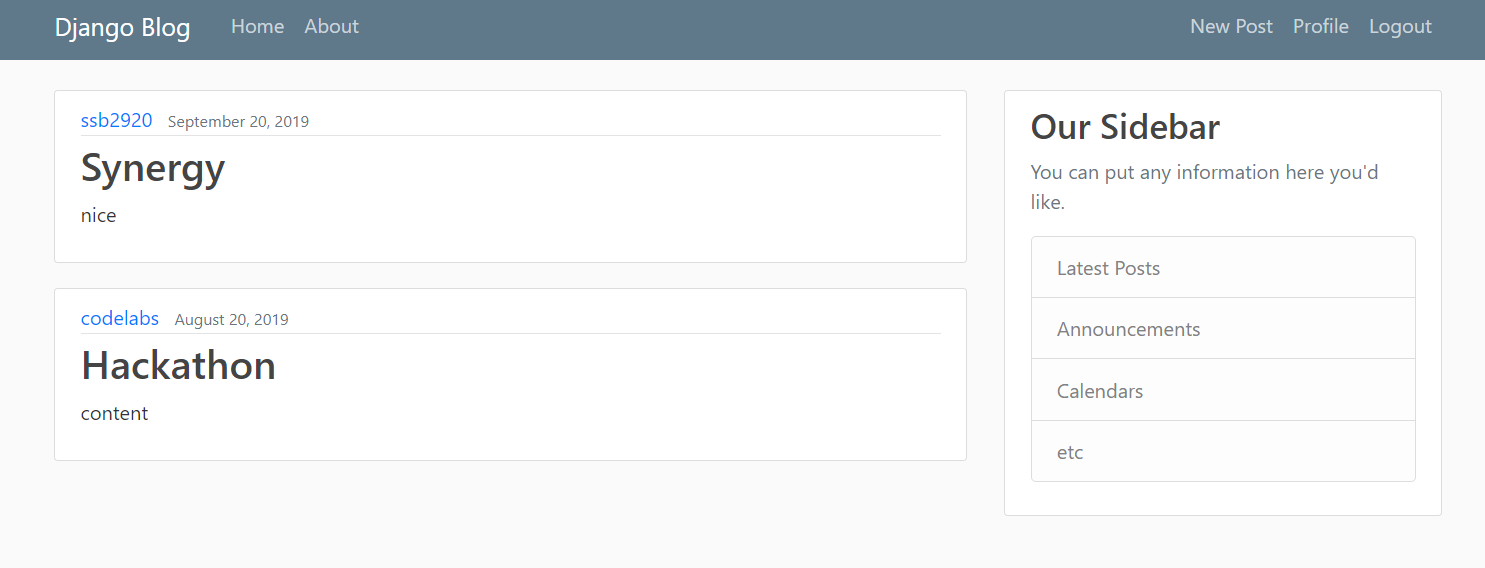 Django Blog Home About New Post Profile Logout
ssb2920 September 20, 2019
Synergy
nice
codelabs August 20, 2019
Hackathon
content
Our Sidebar
You can put any information here you'd
like.
Latest Posts
Announcements
Calendars
etc